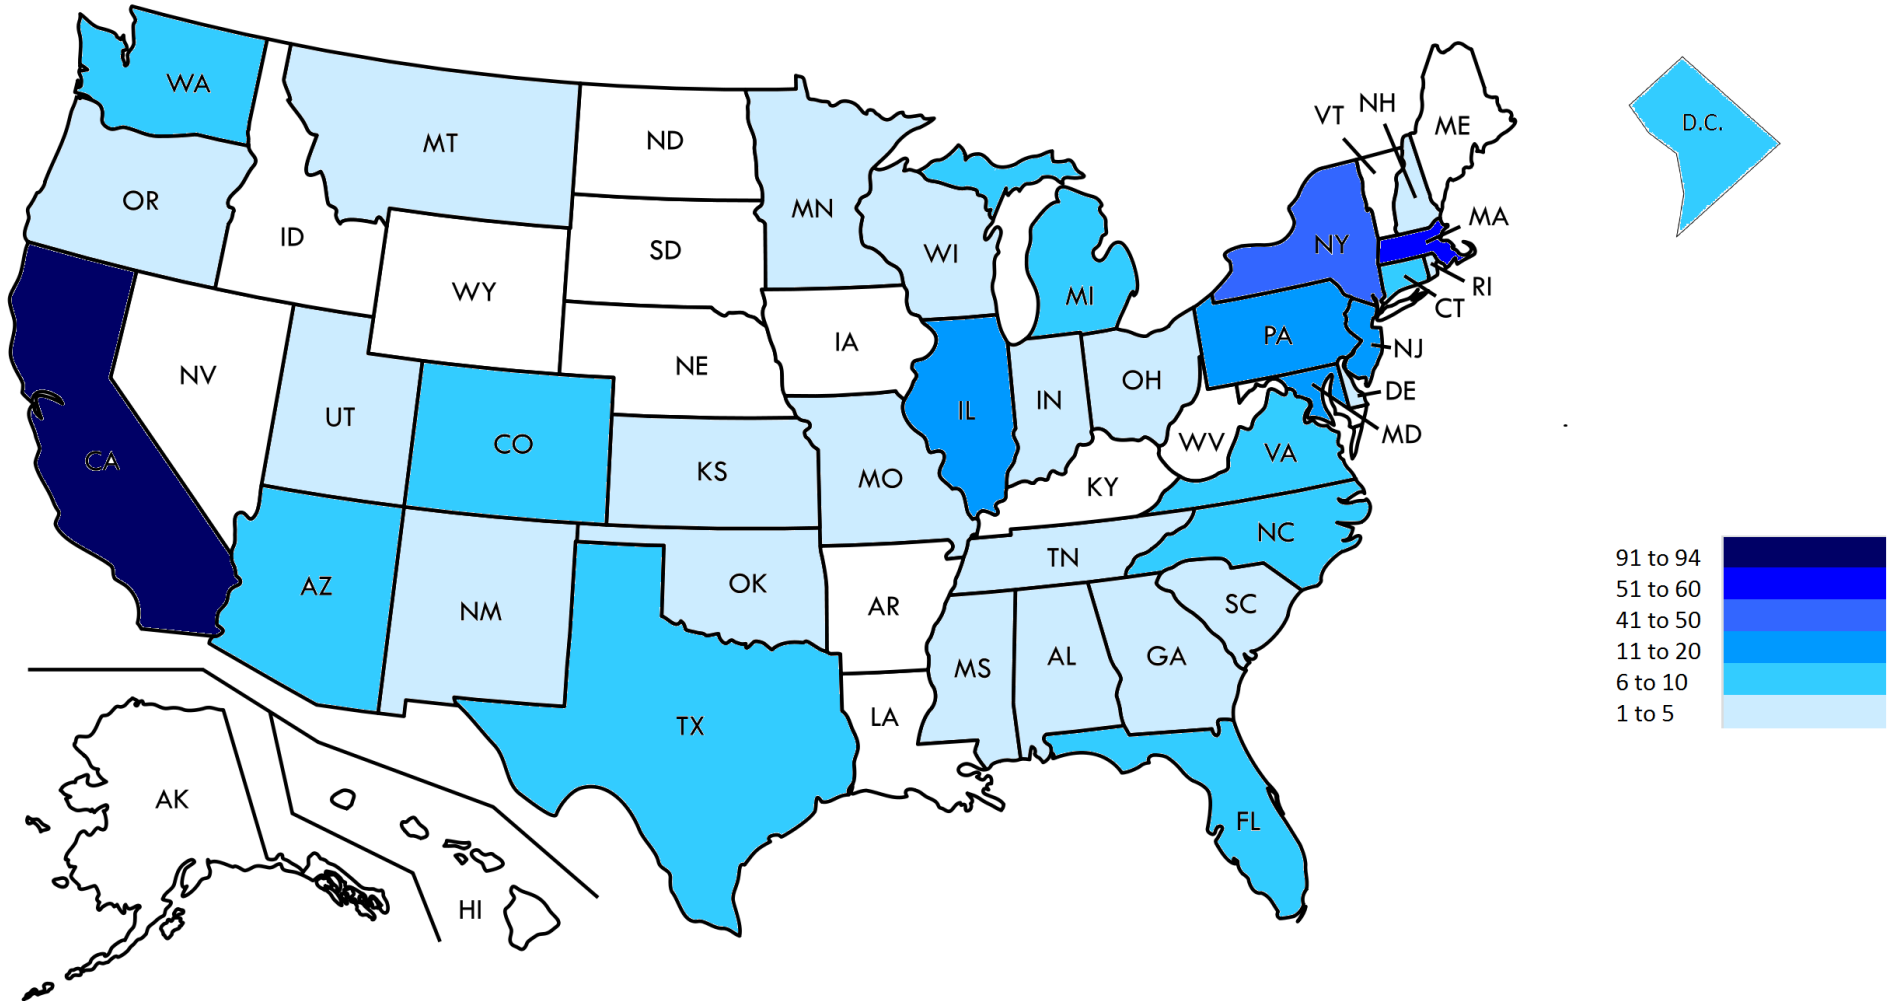 WA
MT
ND
MN
VT
NH
ME
D.C.
OR
ID
SD
WI
NY
MA
WY
MI
RI
CT
IA
PA
NJ
NV
NE
UT
CO
IL
IN
OH
DE
MD
CA
KS
MO
WV
VA
KY
AZ
NM
OK
TN
NC
AR
SC
MS
AL
GA
TX
LA
AK
HI
FL
91 to 94
51 to 60
41 to 50
11 to 20
6 to 10
1 to 5